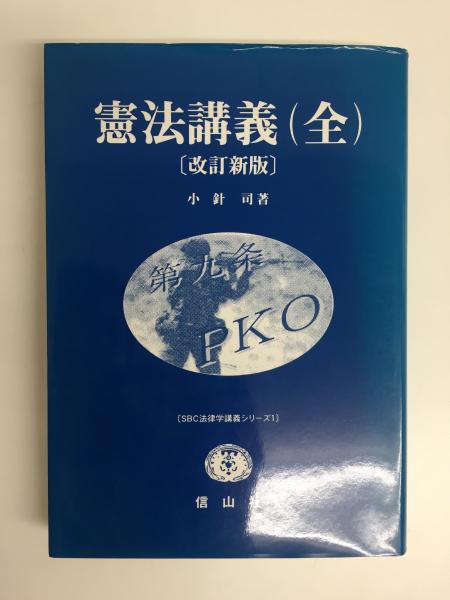 憲法講義(全)
〔改訂新版〕
小針 司著
第九条
PKO
〔SBC法律学講義シリーズ1〕
信山